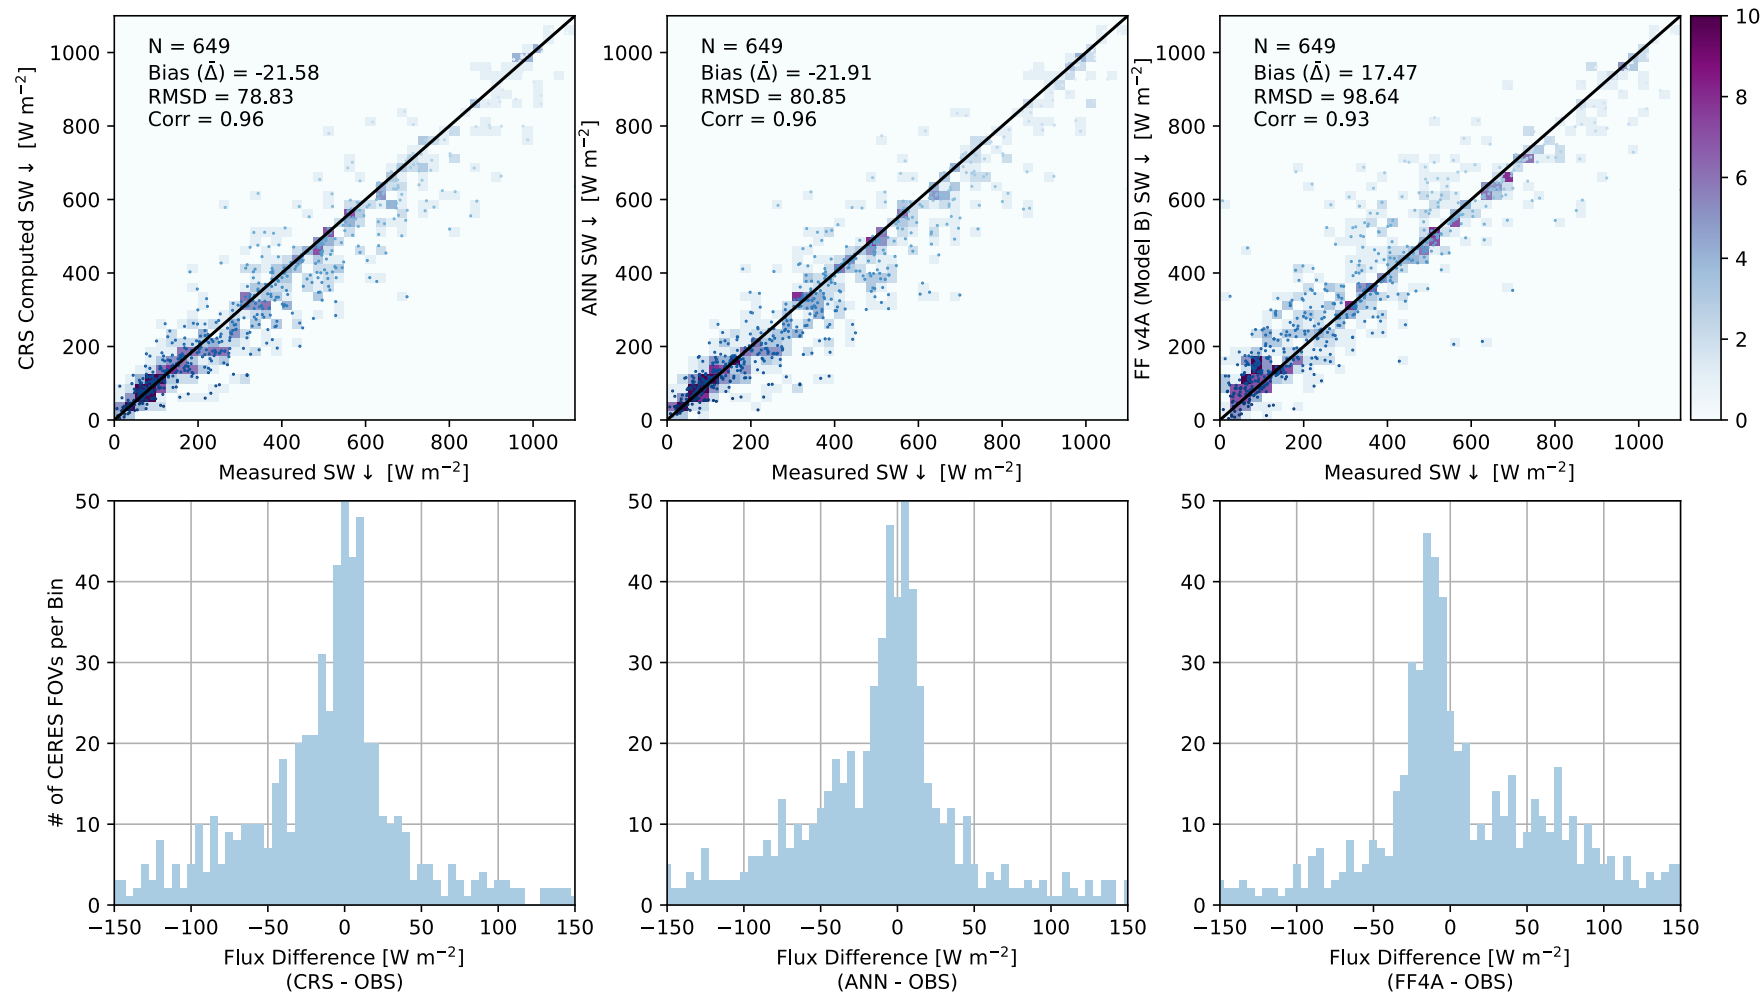 N = 649
Bias (Δ̄) = -21.58
RMSD = 78.83
Corr = 0.96
CRS Computed SW ↓ [W m⁻²]
0
200
400
600
800
1000
0 200 400 600 800 1000
Measured SW ↓ [W m⁻²]
N = 649
Bias (Δ̄) = -21.91
RMSD = 80.85
Corr = 0.96
ANN SW ↓ [W m⁻²]
0
200
400
600
800
1000
0 200 400 600 800 1000
Measured SW ↓ [W m⁻²]
N = 649
Bias (Δ̄) = 17.47
RMSD = 98.64
Corr = 0.93
FF v4A (Model B) SW ↓ [W m⁻²]
0
200
400
600
800
1000
0 200 400 600 800 1000
Measured SW ↓ [W m⁻²]
10
8
6
4
2
0
# of CERES FOVs per Bin
50
40
30
20
10
0
−150 −100 −50 0 50 100 150
Flux Difference [W m⁻²]
(CRS - OBS)
50
40
30
20
10
0
−150 −100 −50 0 50 100 150
Flux Difference [W m⁻²]
(ANN - OBS)
50
40
30
20
10
0
−150 −100 −50 0 50 100 150
Flux Difference [W m⁻²]
(FF4A - OBS)